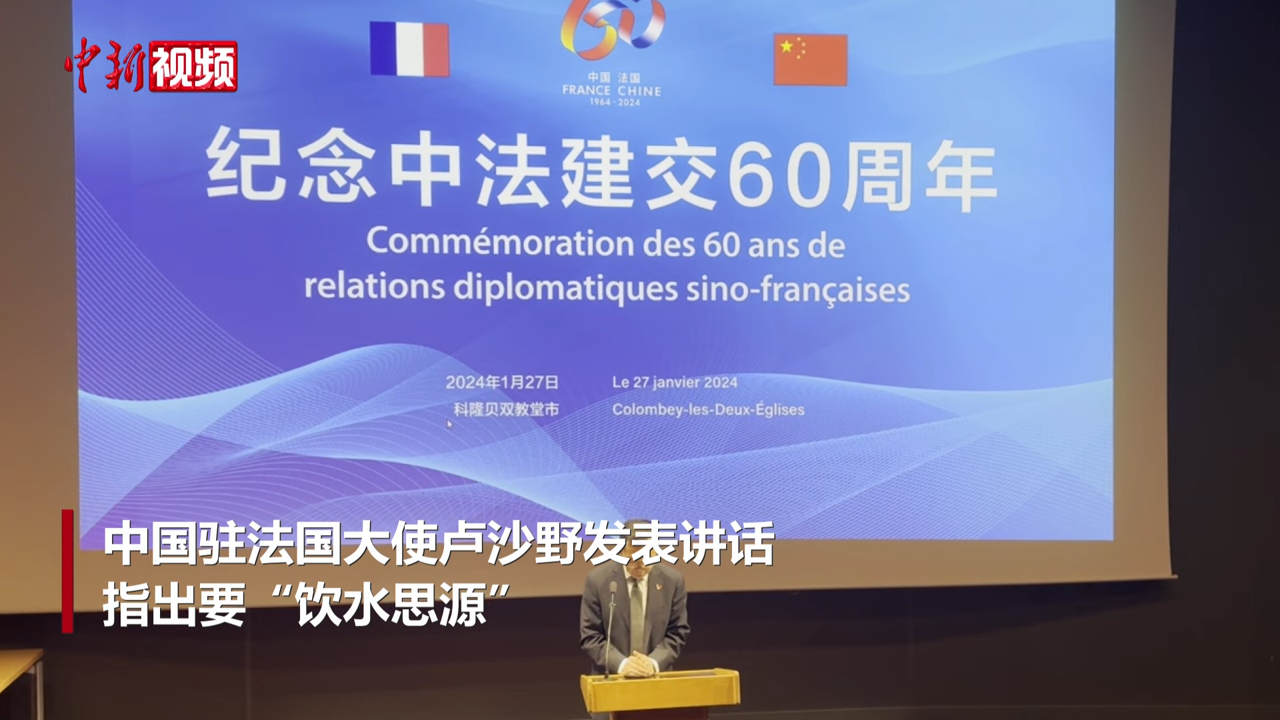 中新视频
中国 法国
FRANCE CHINE
1964-2024
纪念中法建交60周年
Commémoration des 60 ans de
relations diplomatiques sino-françaises
2024年1月27日
Le 27 janvier 2024
科隆贝双教堂市
Colombey-les-Deux-Églises
中国驻法国大使卢沙野发表讲话
指出要“饮水思源”